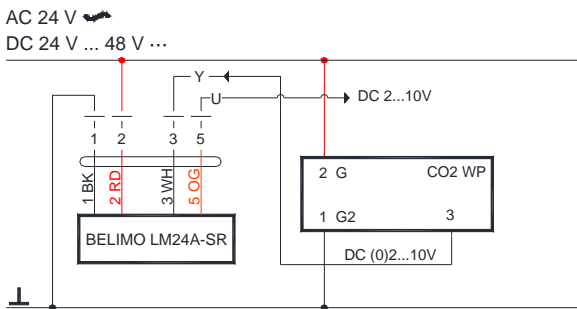 AC 24 V
DC 24 V ... 48 V ⋯
Y
U
DC 2...10V
1 2 3 5
1 BK
2 RD
3 WH
5 OG
BELIMO LM24A-SR
2 G CO2 WP
1 G2 3
DC (0)2...10V